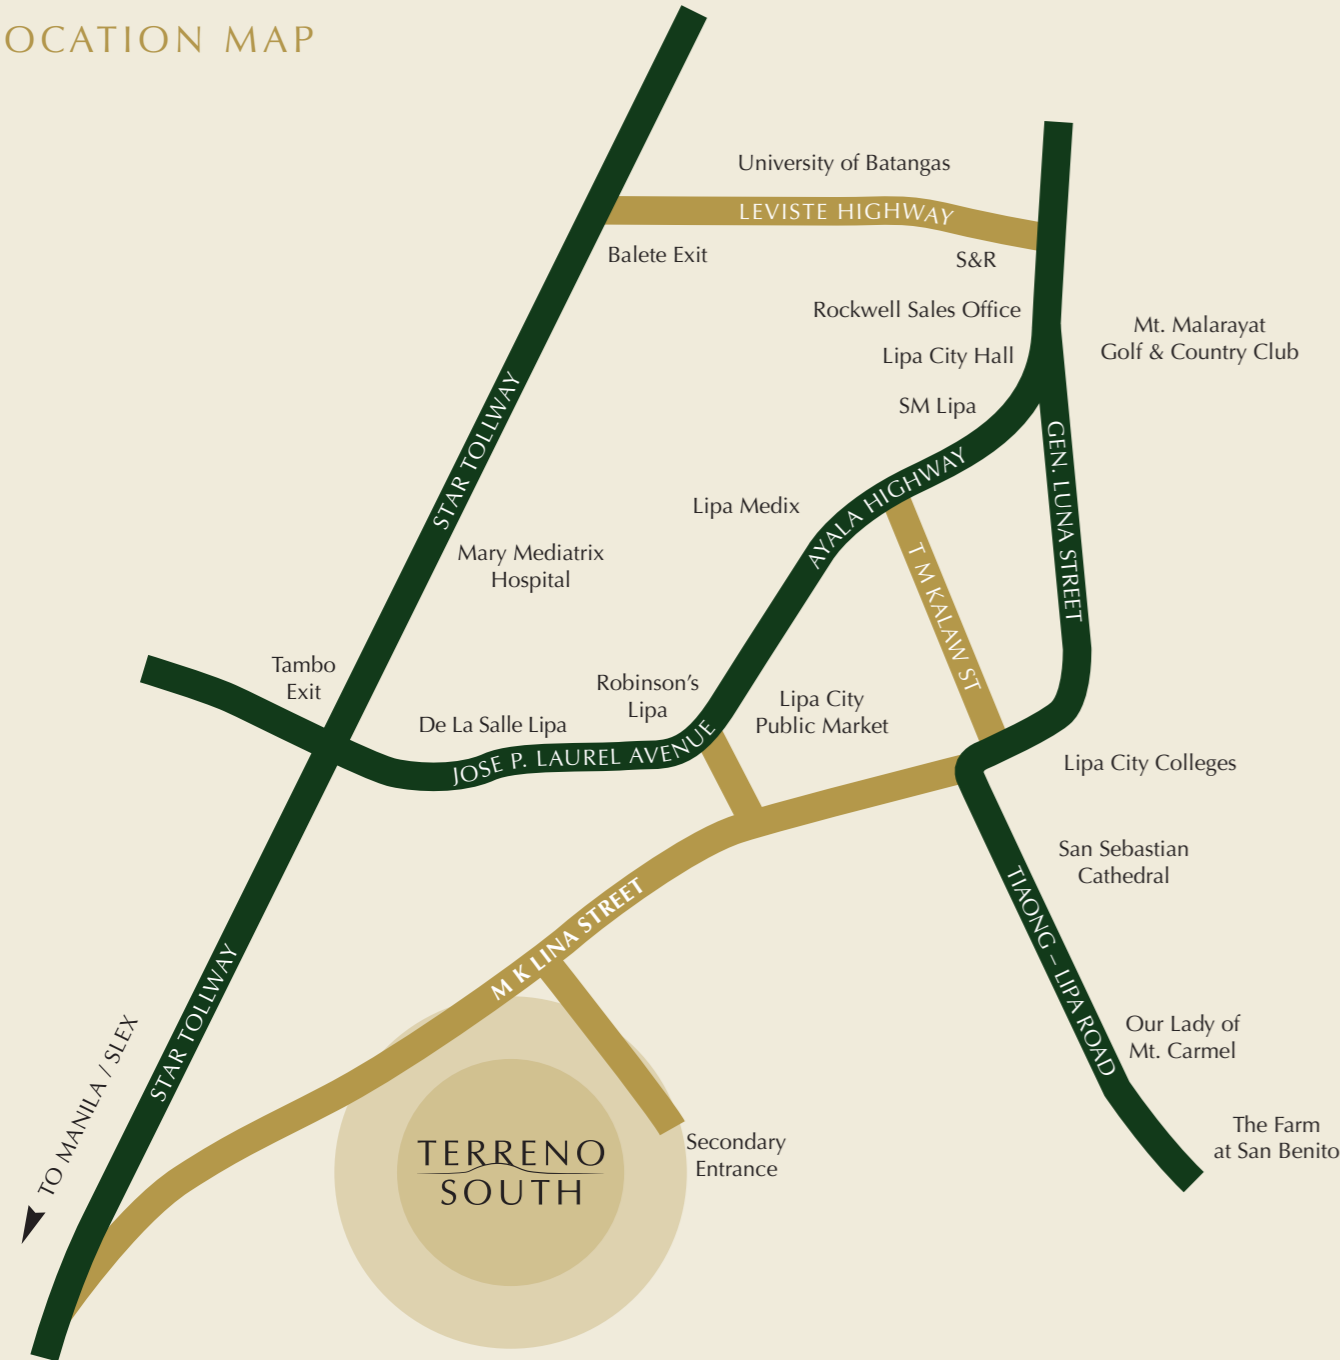 OCATION MAP
University of Batangas
LEVISTE HIGHWAY
Balete Exit
S&R
Rockwell Sales Office
Mt. Malarayat
Golf & Country Club
Lipa City Hall
SM Lipa
STAR TOLLWAY
GEN. LUNA STREET
AYALA HIGHWAY
Lipa Medix
Mary Mediatrix
Hospital
T M KALAW ST
Tambo
Exit
Robinson's
Lipa
Lipa City
Public Market
De La Salle Lipa
JOSE P. LAUREL AVENUE
Lipa City Colleges
San Sebastian
Cathedral
M K LINA STREET
TIAONG – LIPA ROAD
STAR TOLLWAY
TO MANILA / SLEX
Our Lady of
Mt. Carmel
The Farm
at San Benito
Secondary
Entrance
TERRENO
SOUTH